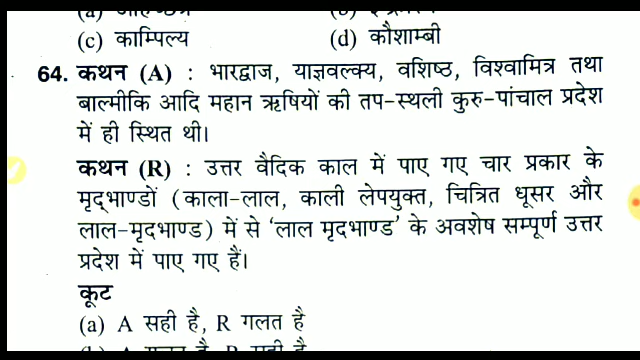 (c) काम्पिल्य (d) कौशाम्बी
64. कथन (A) : भारद्वाज, याज्ञवल्क्य, वशिष्ठ, विश्वामित्र तथा
बाल्मीकि आदि महान ऋषियों की तप-स्थली कुरु-पांचाल प्रदेश
में ही स्थित थी।
कथन (R) : उत्तर वैदिक काल में पाए गए चार प्रकार के
मृद्भाण्डों (काला-लाल, काली लेपयुक्त, चित्रित धूसर और
लाल-मृदभाण्ड) में से ‘लाल मृदभाण्ड’ के अवशेष सम्पूर्ण उत्तर
प्रदेश में पाए गए हैं।
कूट
(a) A सही है, R गलत है